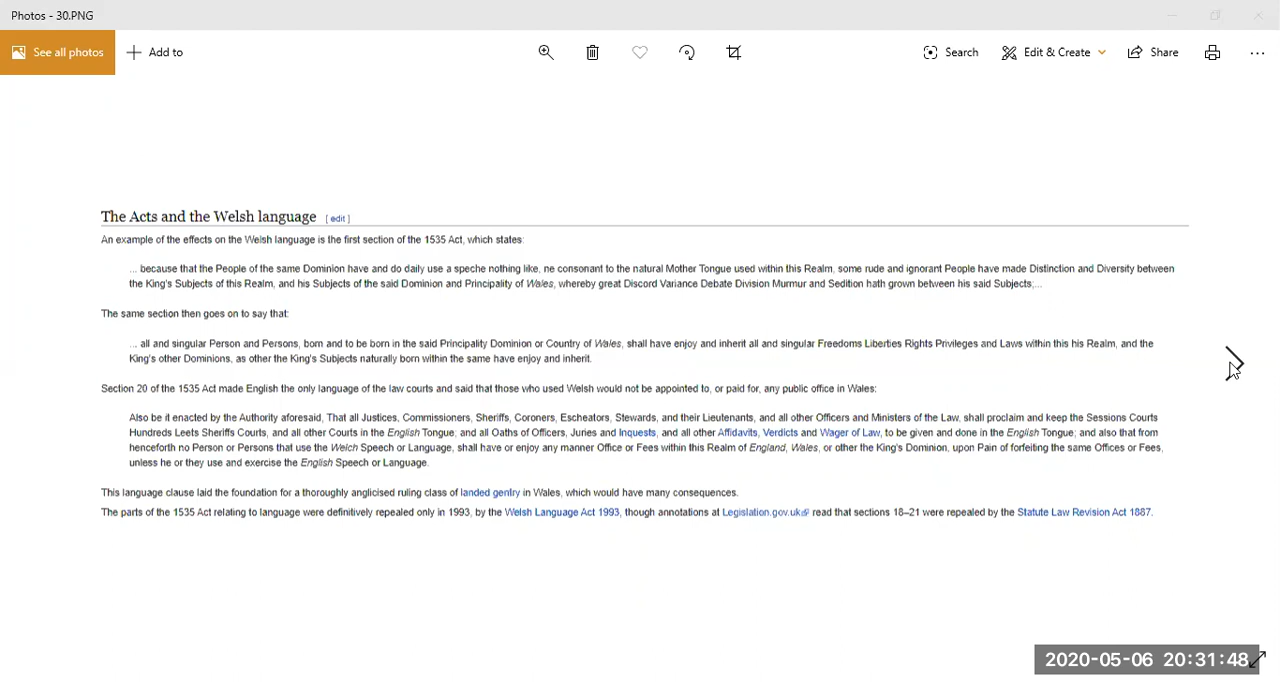 Photos - 30.PNG
See all photos
Add to
Search
Edit & Create
Share
The Acts and the Welsh language [ edit ]
An example of the effects on the Welsh language is the first section of the 1535 Act, which states:
... because that the People of the same Dominion have and do daily use a speche nothing like, ne consonant to the natural Mother Tongue used within this Realm, some rude and ignorant People have made Distinction and Diversity between
the King's Subjects of this Realm, and his Subjects of the said Dominion and Principality of Wales, whereby great Discord Variance Debate Division Murmur and Sedition hath grown between his said Subjects;...
The same section then goes on to say that:
... all and singular Person and Persons, born and to be born in the said Principality Dominion or Country of Wales, shall have enjoy and inherit all and singular Freedoms Liberties Rights Privileges and Laws within this his Realm, and the
King's other Dominions, as other the King's Subjects naturally born within the same have enjoy and inherit.
Section 20 of the 1535 Act made English the only language of the law courts and said that those who used Welsh would not be appointed to, or paid for, any public office in Wales:
Also be it enacted by the Authority aforesaid, That all Justices, Commissioners, Sheriffs, Coroners, Escheators, Stewards, and their Lieutenants, and all other Officers and Ministers of the Law, shall proclaim and keep the Sessions Courts
Hundreds Leets Sheriffs Courts, and all other Courts in the English Tongue; and all Oaths of Officers, Juries and Inquests, and all other Affidavits, Verdicts and Wager of Law, to be given and done in the English Tongue; and also that from
henceforth no Person or Persons that use the Welch Speech or Language, shall have or enjoy any manner Office or Fees within this Realm of England, Wales, or other the King's Dominion, upon Pain of forfeiting the same Offices or Fees,
unless he or they use and exercise the English Speech or Language.
This language clause laid the foundation for a thoroughly anglicised ruling class of landed gentry in Wales, which would have many consequences.
The parts of the 1535 Act relating to language were definitively repealed only in 1993, by the Welsh Language Act 1993, though annotations at Legislation.gov.uk read that sections 18–21 were repealed by the Statute Law Revision Act 1887.
2020-05-06 20:31:48